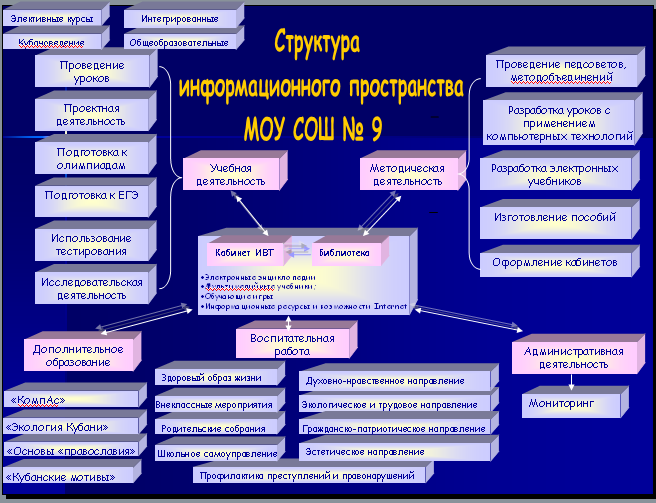 Элективные курсы
Интегрированные
Кубановедение
Общеобразовательные
Структура
информационного пространства
МОУ СОШ № 9
Проведение
уроков
Проектная
деятельность
Подготовка к
олимпиадам
Подготовка к ЕГЭ
Использование
тестирования
Исследовательская
деятельность
Учебная
деятельность
Методическая
деятельность
Проведение педсоветов,
методобъединений
Разработка уроков с
применением
компьютерных технологий
Разработка электронных
учебников
Изготовление пособий
Оформление кабинетов
Кабинет ИВТ
Библиотека
•Электронные энциклопедии
•Мультимедийные учебники;
•Обучающие игры
•Информационные ресурсы и возможности Internet
Дополнительное
образование
Воспитательная
работа
Административная
деятельность
«КомпАс»
«Экология Кубани»
«Основы «православия»
«Кубанские мотивы»
Здоровый образ жизни
Внеклассные мероприятия
Родительские собрания
Школьное самоуправление
Духовно-нравственное направление
Экологическое и трудовое направление
Гражданско-патриотическое направление
Эстетическое направление
Профилактика преступлений и правонарушений
Мониторинг